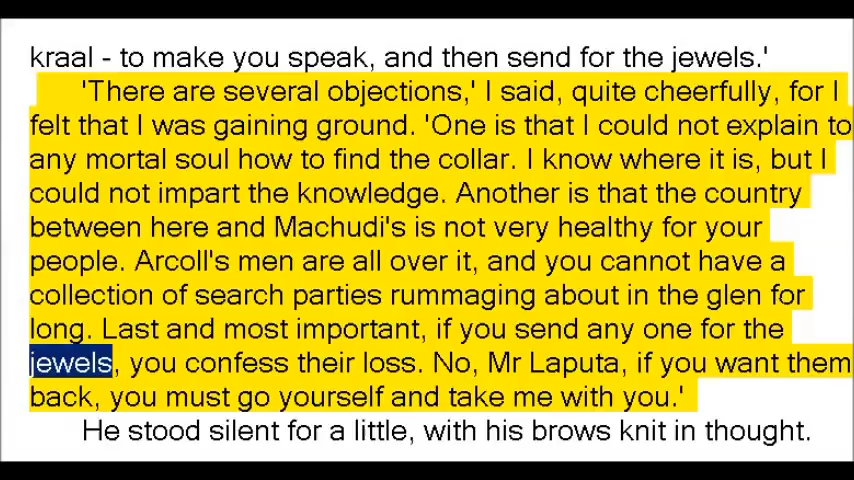 kraal - to make you speak, and then send for the jewels.'
'There are several objections,' I said, quite cheerfully, for I
felt that I was gaining ground. 'One is that I could not explain to
any mortal soul how to find the collar. I know where it is, but I
could not impart the knowledge. Another is that the country
between here and Machudi's is not very healthy for your
people. Arcoll's men are all over it, and you cannot have a
collection of search parties rummaging about in the glen for
long. Last and most important, if you send any one for the
jewels, you confess their loss. No, Mr Laputa, if you want them
back, you must go yourself and take me with you.'
He stood silent for a little, with his brows knit in thought.